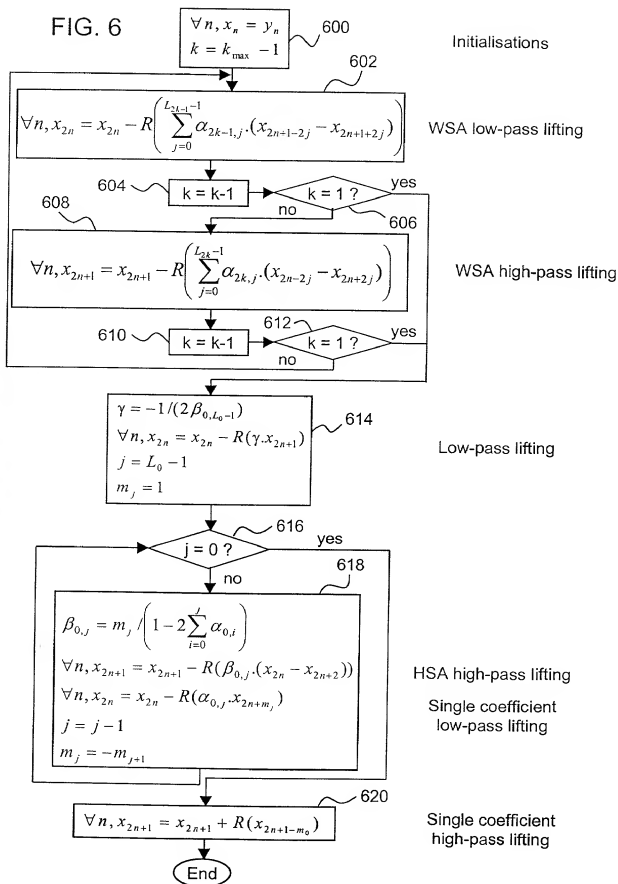 FIG. 6
∀n, x_n = y_n
k = k_max −1
600
Initialisations
602
∀n, x_{2n} = x_{2n} − R( ∑_{j=0}^{L_{2k-1}−1} α_{2k−1,j}.(x_{2n+1−2j} − x_{2n+1+2j}) )
WSA low-pass lifting
604
k = k-1
k = 1 ?
yes
606
no
608
∀n, x_{2n+1} = x_{2n+1} − R( ∑_{j=0}^{L_{2k}−1} α_{2k,j}.(x_{2n−2j} − x_{2n+2j}) )
WSA high-pass lifting
610
k = k-1
612
k = 1 ?
yes
no
γ = −1/(2β_{0,L_0−1})
∀n, x_{2n} = x_{2n} − R(γ.x_{2n+1})
j = L_0 − 1
m_j = 1
614
Low-pass lifting
616
j = 0 ?
yes
no
618
β_{0,j} = m_j /( 1 − 2∑_{i=0}^{j} α_{0,i} )
∀n, x_{2n+1} = x_{2n+1} − R(β_{0,j}.(x_{2n} − x_{2n+2}))
∀n, x_{2n} = x_{2n} − R(α_{0,j}.x_{2n+m_j})
j = j − 1
m_j = −m_{j+1}
HSA high-pass lifting
Single coefficient
low-pass lifting
620
∀n, x_{2n+1} = x_{2n+1} + R(x_{2n+1−m_0})
Single coefficient
high-pass lifting
End